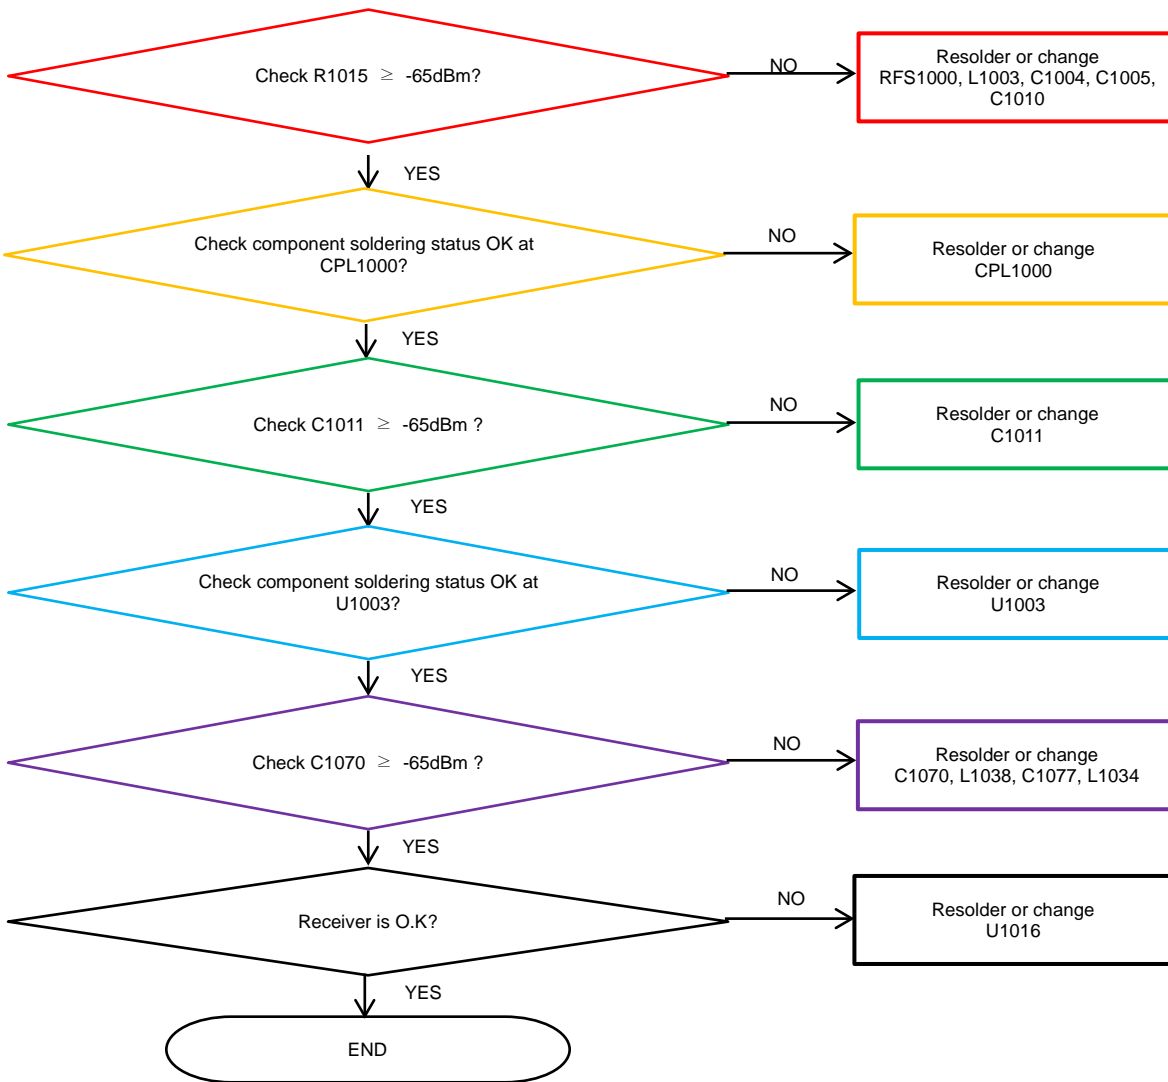 Check R1015 ≥ -65dBm?
NO
Resolder or change
RFS1000, L1003, C1004, C1005,
C1010
YES
Check component soldering status OK at
CPL1000?
NO
Resolder or change
CPL1000
YES
Check C1011 ≥ -65dBm ?
NO
Resolder or change
C1011
YES
Check component soldering status OK at
U1003?
NO
Resolder or change
U1003
YES
Check C1070 ≥ -65dBm ?
NO
Resolder or change
C1070, L1038, C1077, L1034
YES
Receiver is O.K?
NO
Resolder or change
U1016
YES
END